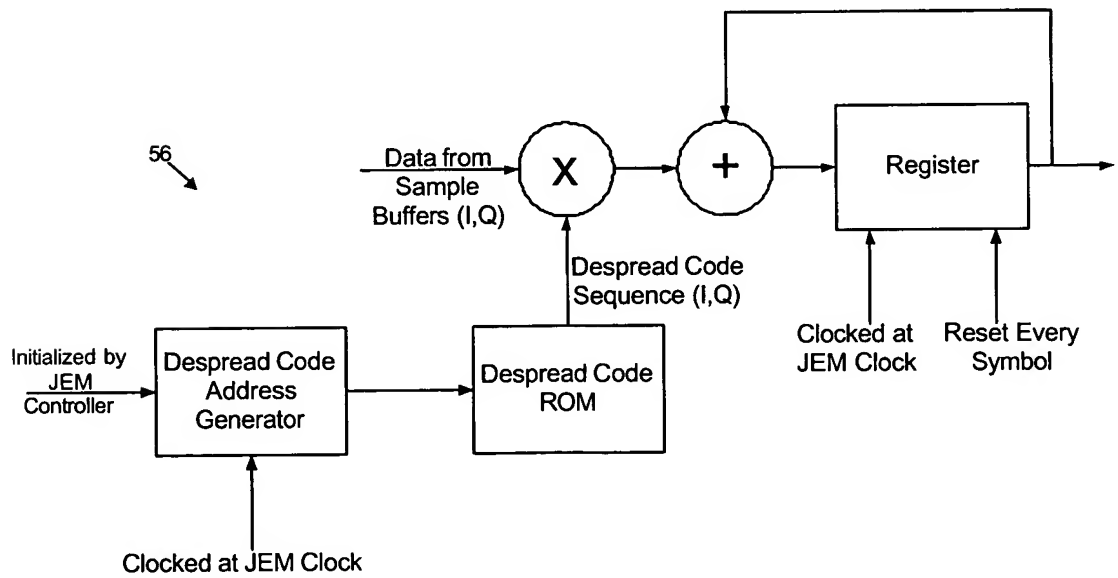 56
Data from
Sample
Buffers (I,Q)
X
+
Register
Despread Code
Sequence (I,Q)
Clocked at
JEM Clock
Reset Every
Symbol
Initialized by
JEM
Controller
Despread Code
Address
Generator
Despread Code
ROM
Clocked at JEM Clock